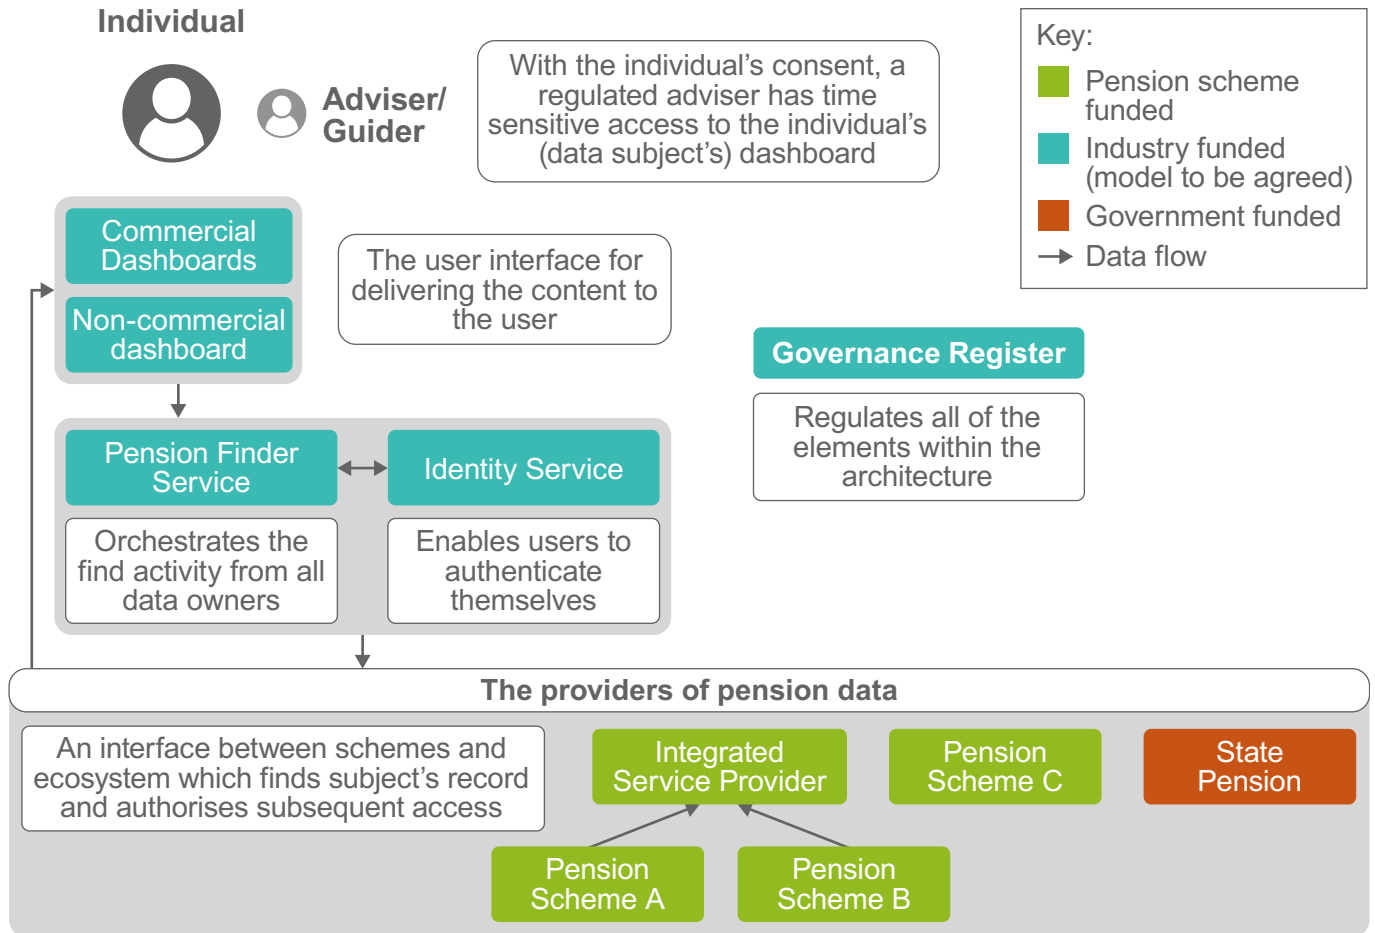 Individual
Adviser/
Guider
With the individual’s consent, a
regulated adviser has time
sensitive access to the individual’s
(data subject’s) dashboard
Key:
Pension scheme
funded
Industry funded
(model to be agreed)
Government funded
Data flow
Commercial
Dashboards
Non-commercial
dashboard
The user interface for
delivering the content to
the user
Governance Register
Regulates all of the
elements within the
architecture
Pension Finder
Service
Identity Service
Orchestrates the
find activity from all
data owners
Enables users to
authenticate
themselves
The providers of pension data
An interface between schemes and
ecosystem which finds subject’s record
and authorises subsequent access
Integrated
Service Provider
Pension
Scheme C
State
Pension
Pension
Scheme A
Pension
Scheme B